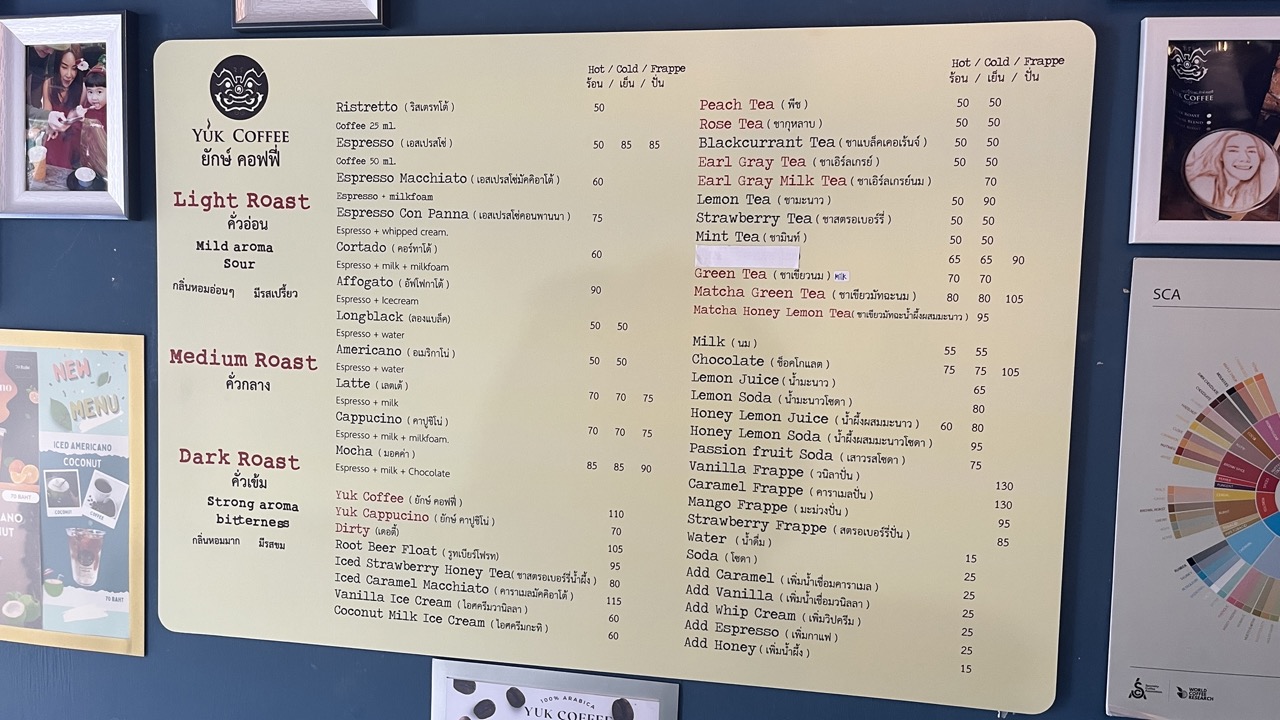 YUK COFFEE
ยักษ์ คอฟฟี่
Light Roast
คั่วอ่อน
Mild aroma
Sour
กลิ่นหอมอ่อนๆ มีรสเปรี้ยว
Medium Roast
คั่วกลาง
Dark Roast
คั่วเข้ม
Strong aroma
bitterness
กลิ่นหอมมาก มีรสขม
Hot / Cold / Frappe
ร้อน / เย็น / ปั่น
Ristretto (ริสเตรทโต้) 50
Coffee 25 ml.
Espresso (เอสเปรสโซ่) 50 85 85
Coffee 50 ml.
Espresso Macchiato (เอสเปรสโซ่มัคคิอาโต้) 60
Espresso + milkfoam
Espresso Con Panna (เอสเปรสโซ่คอนพานนา) 75
Espresso + whipped cream.
Cortado (คอร์ทาโด้) 60
Espresso + milk + milkfoam
Affogato (อัฟโฟกาโต้) 90
Espresso + Icecream
Longblack (ลองแบล็ค) 50 50
Espresso + water
Americano (อเมริกาโน่) 50 50
Espresso + water
Latte (เลตเต้) 70 70 75
Espresso + milk
Cappucino (คาปูชิโน่) 70 70 75
Espresso + milk + milkfoam.
Mocha (มอคค่า) 85 85 90
Espresso + milk + Chocolate
Yuk Coffee (ยักษ์ คอฟฟี่) 110
Yuk Cappucino (ยักษ์ คาปูชิโน่) 70
Dirty (เดอตี้) 105
Root Beer Float (รูทเบียร์โฟรท) 95
Iced Strawberry Honey Tea(ชาสตรอเบอร์รี่น้ำผึ้ง) 80
Iced Caramel Macchiato (คาราเมลมัคคิอาโต้) 115
Vanilla Ice Cream (ไอศครีมวานิลลา) 60
Coconut Milk Ice Cream (ไอศครีมกะทิ) 60
Hot / Cold / Frappe
ร้อน / เย็น / ปั่น
Peach Tea (พีช) 50 50
Rose Tea (ชากุหลาบ) 50 50
Blackcurrant Tea (ชาแบล็คเคอเร้นจ์) 50 50
Earl Gray Tea (ชาเอิร์ลเกรย์) 50 50
Earl Gray Milk Tea (ชาเอิร์ลเกรย์นม) 70
Lemon Tea (ชามะนาว) 50 90
Strawberry Tea (ชาสตรอเบอร์รี่) 50 50
Mint Tea (ชามินท์) 50 50
65 65 90
Green Tea (ชาเขียวนม) MILK 70 70
Matcha Green Tea (ชาเขียวมัทฉะนม) 80 80 105
Matcha Honey Lemon Tea(ชาเขียวมัทฉะน้ำผึ้งผสมมะนาว) 95
Milk (นม) 55 55
Chocolate (ช็อคโกแลต) 75 75 105
Lemon Juice (น้ำมะนาว) 65
Lemon Soda (น้ำมะนาวโซดา) 80
Honey Lemon Juice (น้ำผึ้งผสมมะนาว) 60 80
Honey Lemon Soda (น้ำผึ้งผสมมะนาวโซดา) 95
Passion fruit Soda (เสาวรสโซดา) 75
Vanilla Frappe (วนิลาปั่น) 130
Caramel Frappe (คาราเมลปั่น) 130
Mango Frappe (มะม่วงปั่น) 95
Strawberry Frappe (สตรอเบอร์รี่ปั่น) 85
Water (น้ำดื่ม) 15
Soda (โซดา) 25
Add Caramel (เพิ่มน้ำเชื่อมคาราเมล) 25
Add Vanilla (เพิ่มน้ำเชื่อมวนิลลา) 25
Add Whip Cream (เพิ่มวิปครีม) 25
Add Espresso (เพิ่มกาแฟ) 25
Add Honey (เพิ่มน้ำผึ้ง) 15
NEW
MENU
ICED AMERICANO
COCONUT
COCONUT
COFFEE
70 BAHT
70 BAHT
100% ARABICA
YUK COFFEE
COFFEE
SCA
WORLD
COFFEE
RESEARCH